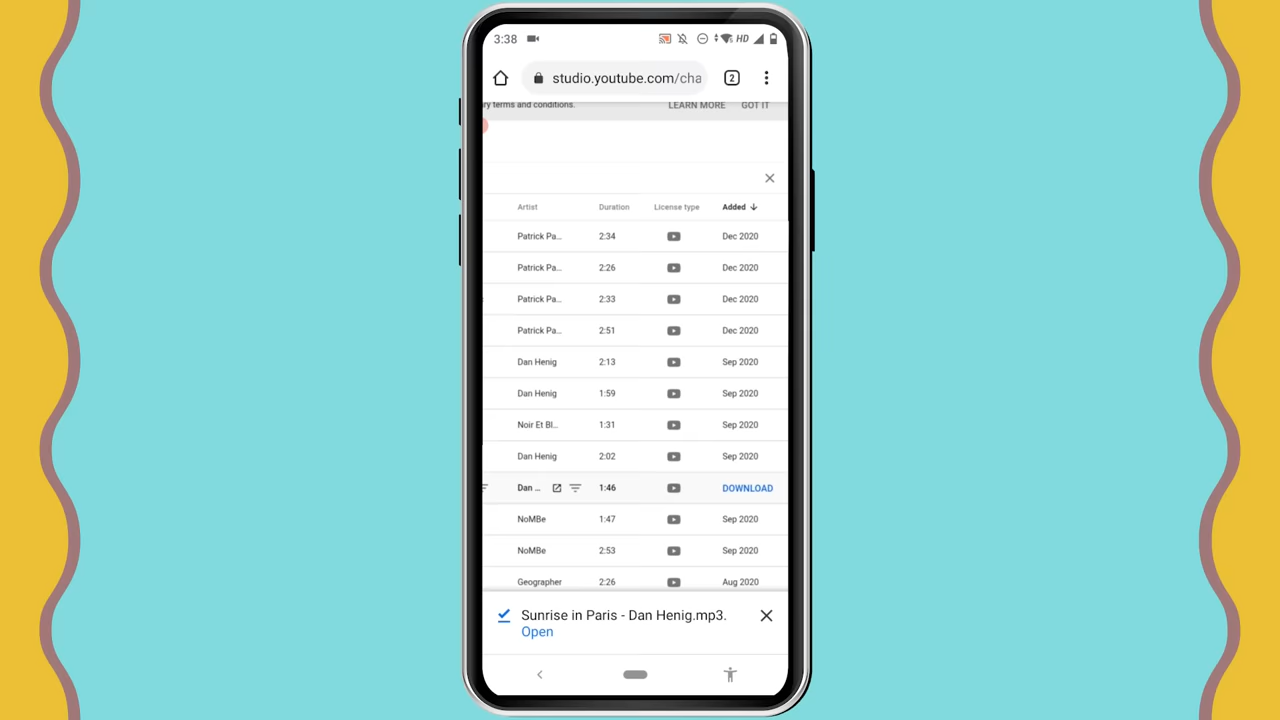 3:38 HD
studio.youtube.com/cha 2
ry terms and conditions. LEARN MORE GOT IT
Artist Duration License type Added
Patrick Pa... 2:34 Dec 2020
Patrick Pa... 2:26 Dec 2020
Patrick Pa... 2:33 Dec 2020
Patrick Pa... 2:51 Dec 2020
Dan Henig 2:13 Sep 2020
Dan Henig 1:59 Sep 2020
Noir Et Bl... 1:31 Sep 2020
Dan Henig 2:02 Sep 2020
Dan ... 1:46 DOWNLOAD
NoMBe 1:47 Sep 2020
NoMBe 2:53 Sep 2020
Geographer 2:26 Aug 2020
Sunrise in Paris - Dan Henig.mp3.
Open